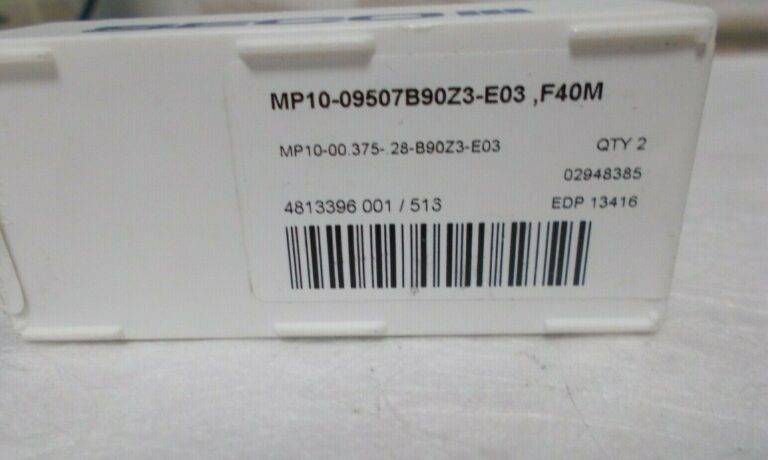 MP10-09507B90Z3-E03 ,F40M
MP10-00.375-.28-B90Z3-E03 QTY 2
02948385
4813396 001 / 513 EDP 13416